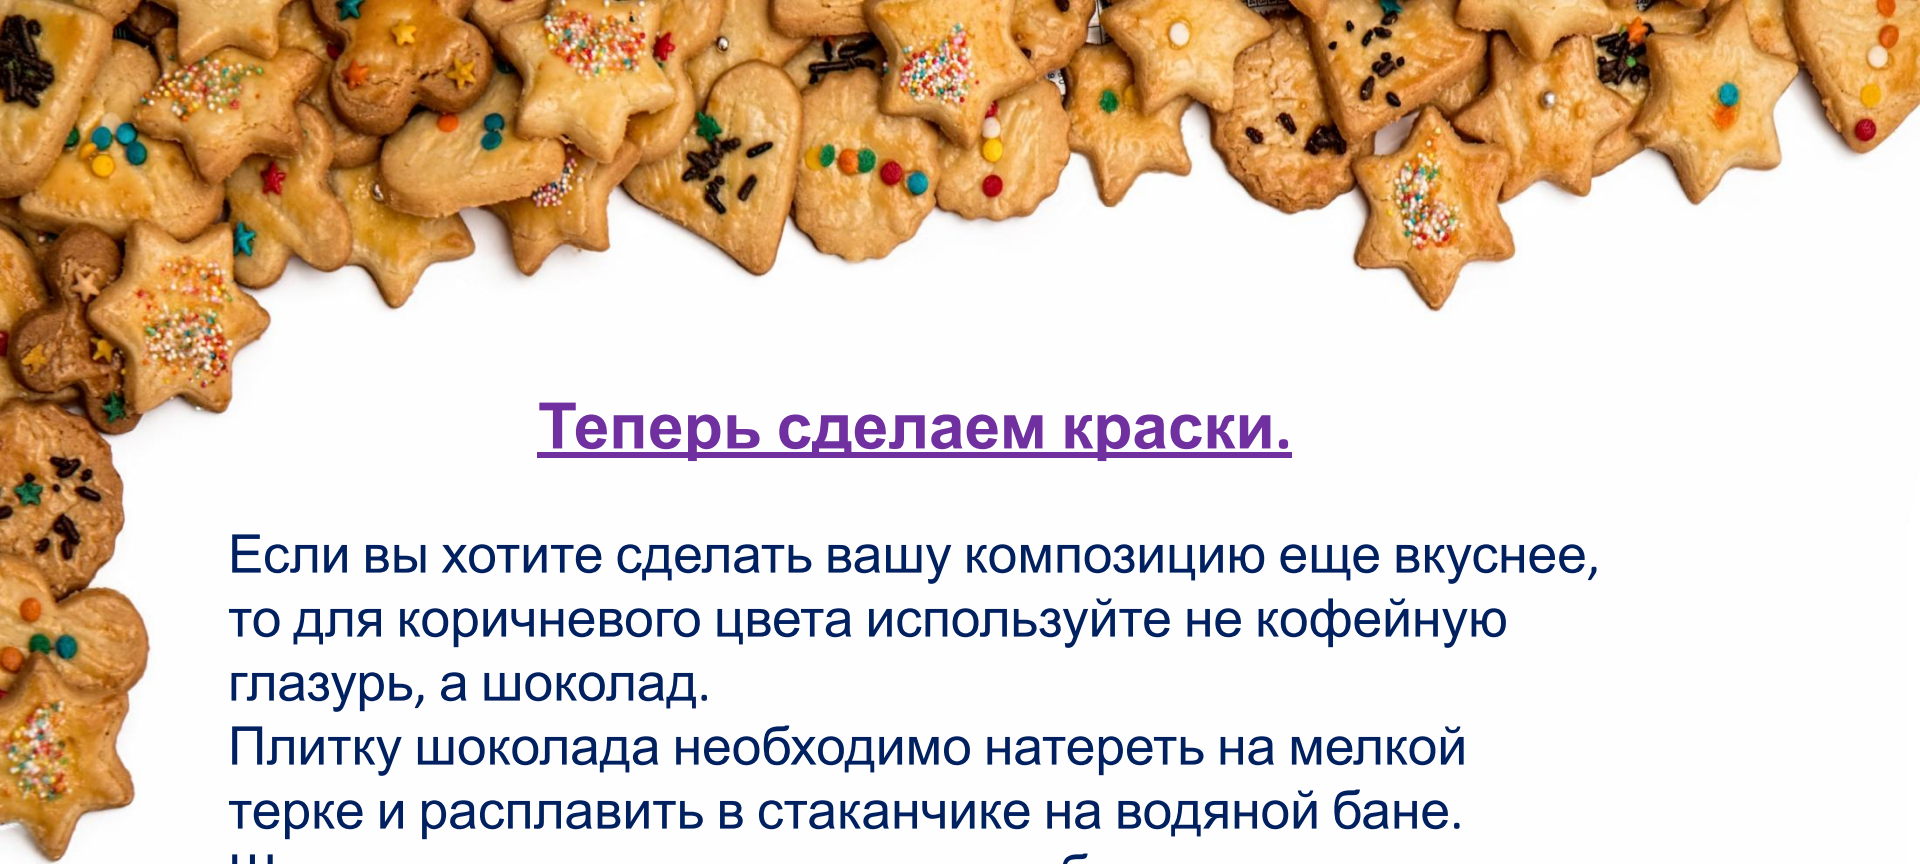 Теперь сделаем краски.
Если вы хотите сделать вашу композицию еще вкуснее,
то для коричневого цвета используйте не кофейную
глазурь, а шоколад.
Плитку шоколада необходимо натереть на мелкой
терке и расплавить в стаканчике на водяной бане.